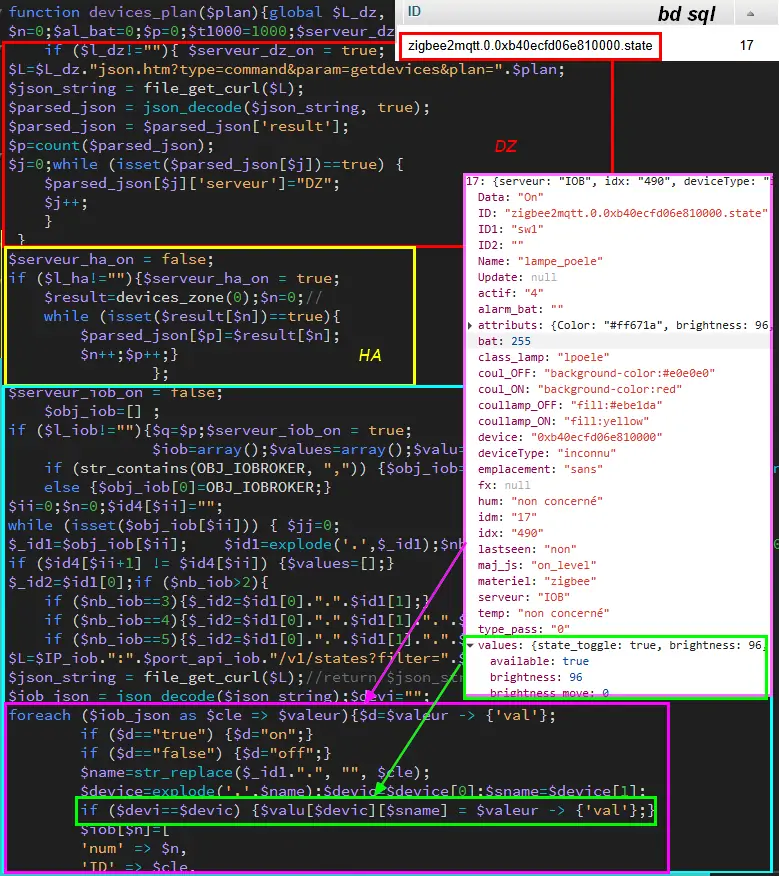 function devices_plan($plan){global $L_dz,
$n=0;$al_bat=0;$p=0;$t1000=1000;$serveur_dz
if ($l_dz!=""){ $serveur_dz_on = true;
$L=$L_dz."json.htm?type=command&param=getdevices&plan=".$plan;
$json_string = file_get_curl($L);
$parsed_json = json_decode($json_string, true);
$parsed_json = $parsed_json['result'];
$p=count($parsed_json);
$j=0;while (isset($parsed_json[$j])==true) {
$parsed_json[$j]['serveur']="DZ";
$j++;
}
}
DZ
$serveur_ha_on = false;
if ($l_ha!=""){$serveur_ha_on = true;
$result=devices_zone(0);$n=0;//
while (isset($result[$n])==true){
$parsed_json[$p]=$result[$n];
$n++;$p++;}
};
HA
$serveur_iob_on = false;
$obj_iob=[] ;
if ($l_iob!=""){$q=$p;$serveur_iob_on = true;
$iob=array();$values=array();$valu=
if (str_contains(OBJ_IOBROKER, ",")) {$obj_iob=
else {$obj_iob[0]=OBJ_IOBROKER;}
$ii=0;$n=0;$id4[$ii]="";
while (isset($obj_iob[$ii])) { $jj=0;
$_id1=$obj_iob[$ii]; $id1=explode('.',$_id1);$nb
if ($id4[$ii+1] != $id4[$ii]) {$values=[];}
$_id2=$id1[0];if ($nb_iob>2){
if ($nb_iob==3){$_id2=$id1[0].".".$id1[1];}
if ($nb_iob==4){$_id2=$id1[0].".".$id1[1].".".$
if ($nb_iob==5){$_id2=$id1[0].".".$id1[1].".".$
$L=$IP_iob.":".$port_api_iob."/v1/states?filter=".$
$json_string = file_get_curl($L);//return $json_s
$iob_json = json_decode($json_string);$devi="";
foreach ($iob_json as $cle => $valeur){$d=$valeur -> {'val'};
if ($d=="true") {$d="on";}
if ($d=="false") {$d="off";}
$name=str_replace($_id1.".", "", $cle);
$device=explode('.',$name);$devic=$device[0];$sname=$device[1];
if ($devi==$devic) {$valu[$devic][$sname] = $valeur -> {'val'};}
$iob[$n]=[
'num' => $n,
'ID' => $cle,
ID
bd sql
zigbee2mqtt.0.0xb40ecfd06e810000.state
17
17: {serveur: "IOB", idx: "490", deviceType: "
Data: "On"
ID: "zigbee2mqtt.0.0xb40ecfd06e810000.state"
ID1: "sw1"
ID2: ""
Name: "lampe_poele"
Update: null
actif: "4"
alarm_bat: ""
attributs: {Color: "#ff671a", brightness: 96,
bat: 255
class_lamp: "lpoele"
coul_OFF: "background-color:#e0e0e0"
coul_ON: "background-color:red"
coullamp_OFF: "fill:#ebe1da"
coullamp_ON: "fill:yellow"
device: "0xb40ecfd06e810000"
deviceType: "inconnu"
emplacement: "sans"
fx: null
hum: "non concerné"
idm: "17"
idx: "490"
lastseen: "non"
maj_js: "on_level"
materiel: "zigbee"
serveur: "IOB"
temp: "non concerné"
type_pass: "0"
values: {state_toggle: true, brightness: 96,
available: true
brightness: 96
brightness_move: 0